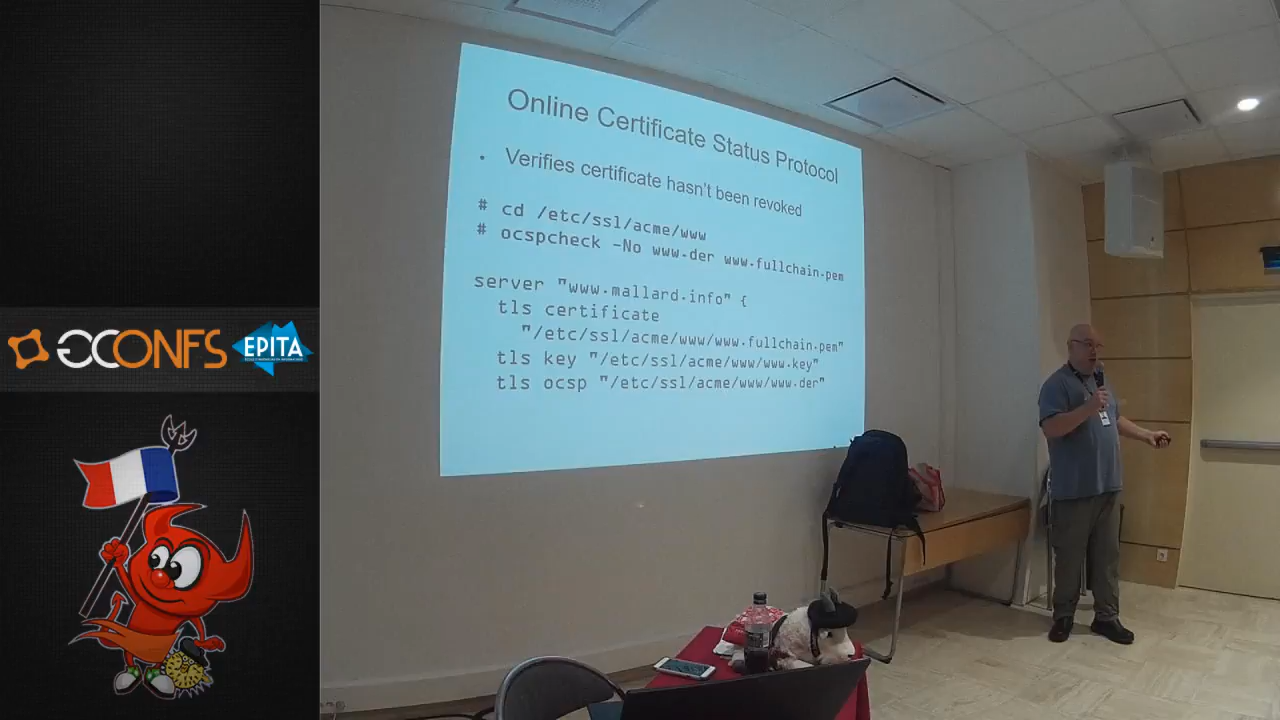 Online Certificate Status Protocol
• Verifies certificate hasn't been revoked
# cd /etc/ssl/acme/www
# ocspcheck -No www.der www.fullchain.pem
server "www.mallard.info" {
tls certificate
"/etc/ssl/acme/www/www.fullchain.pem"
tls key "/etc/ssl/acme/www/www.key"
tls ocsp "/etc/ssl/acme/www/www.der"
GCONFS
EPITA